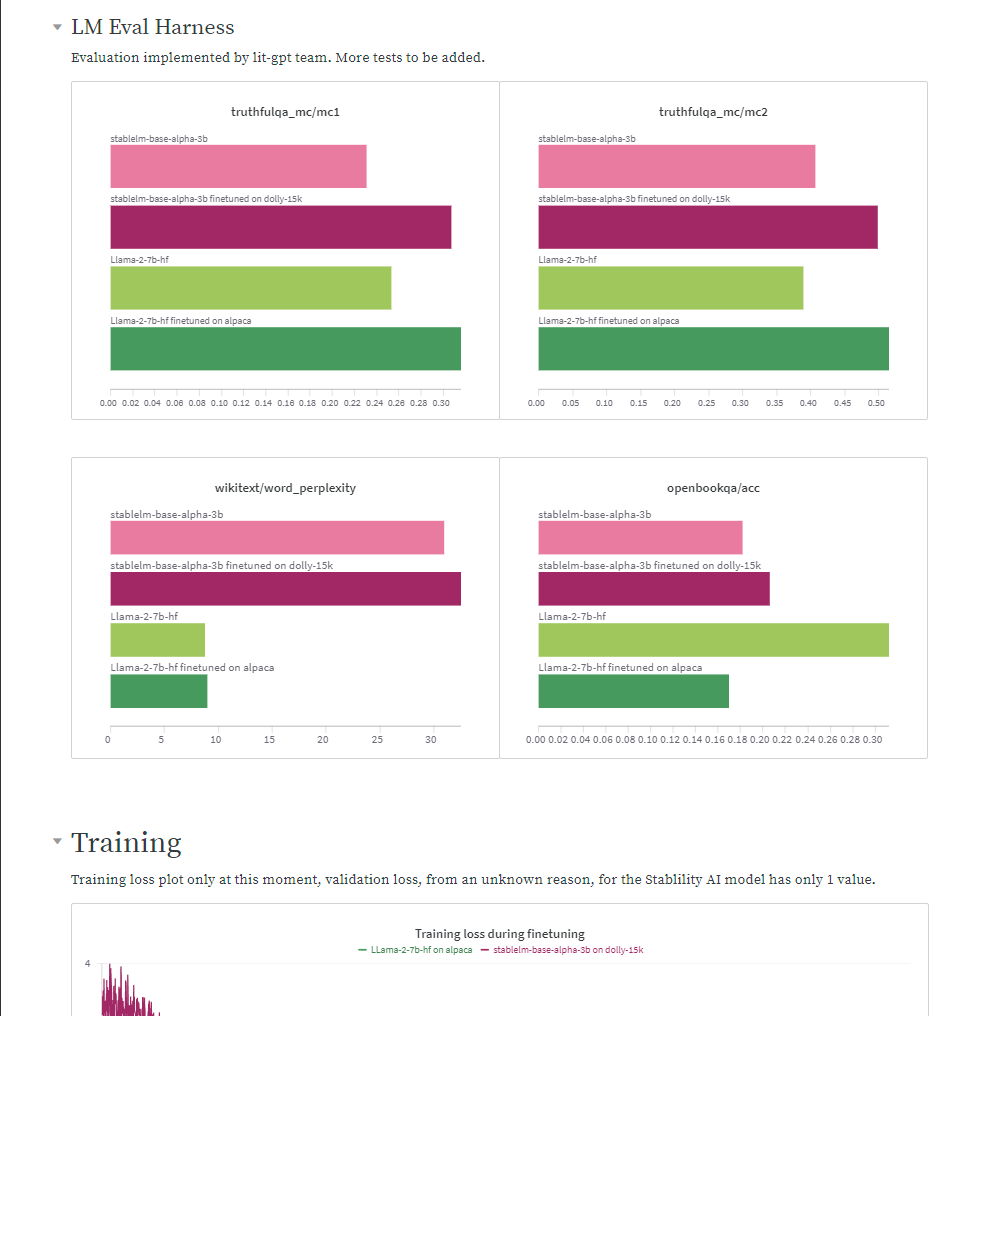 LM Eval Harness
Evaluation implemented by lit-gpt team. More tests to be added.
truthfulqa_mc/mc1
stablelm-base-alpha-3b
stablelm-base-alpha-3b finetuned on dolly-15k
Llama-2-7b-hf
Llama-2-7b-hf finetuned on alpaca
0.00 0.02 0.04 0.06 0.08 0.10 0.12 0.14 0.16 0.18 0.20 0.22 0.24 0.26 0.28 0.30
truthfulqa_mc/mc2
stablelm-base-alpha-3b
stablelm-base-alpha-3b finetuned on dolly-15k
Llama-2-7b-hf
Llama-2-7b-hf finetuned on alpaca
0.00 0.05 0.10 0.15 0.20 0.25 0.30 0.35 0.40 0.45 0.50
wikitext/word_perplexity
stablelm-base-alpha-3b
stablelm-base-alpha-3b finetuned on dolly-15k
Llama-2-7b-hf
Llama-2-7b-hf finetuned on alpaca
0 5 10 15 20 25 30
openbookqa/acc
stablelm-base-alpha-3b
stablelm-base-alpha-3b finetuned on dolly-15k
Llama-2-7b-hf
Llama-2-7b-hf finetuned on alpaca
0.00 0.02 0.04 0.06 0.08 0.10 0.12 0.14 0.16 0.18 0.20 0.22 0.24 0.26 0.28 0.30
Training
Training loss plot only at this moment, validation loss, from an unknown reason, for the Stablility AI model has only 1 value.
Training loss during finetuning
LLama-2-7b-hf on alpaca stablelm-base-alpha-3b on dolly-15k
4